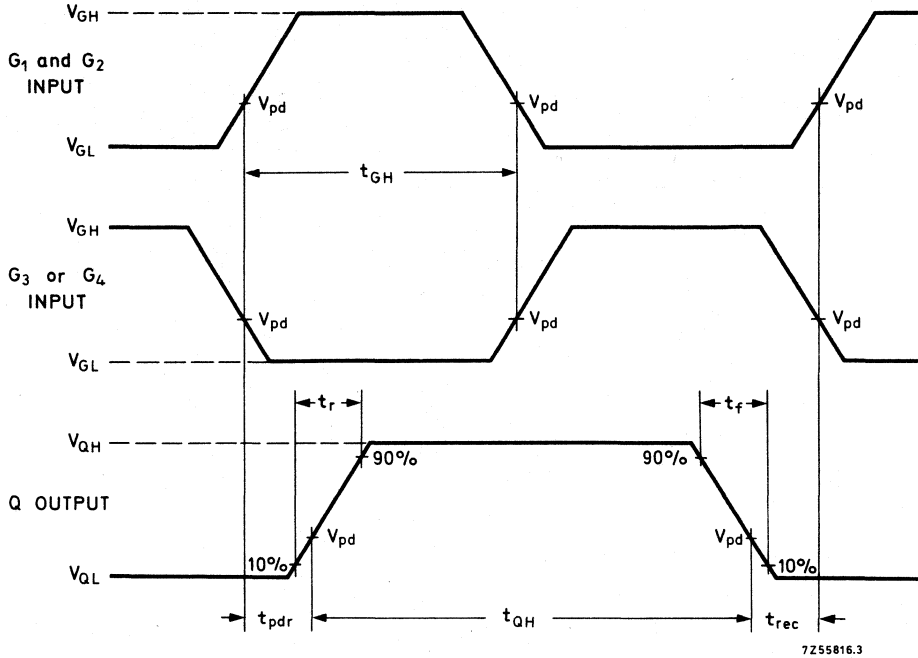 VGH
G1 and G2
INPUT
Vpd
Vpd
Vpd
VGL
tGH
VGH
G3 or G4
INPUT
Vpd
Vpd
Vpd
VGL
tr
tf
VQH
90%
90%
Q OUTPUT
Vpd
Vpd
10%
10%
VQL
tpdr
tQH
trec
7Z55816.3